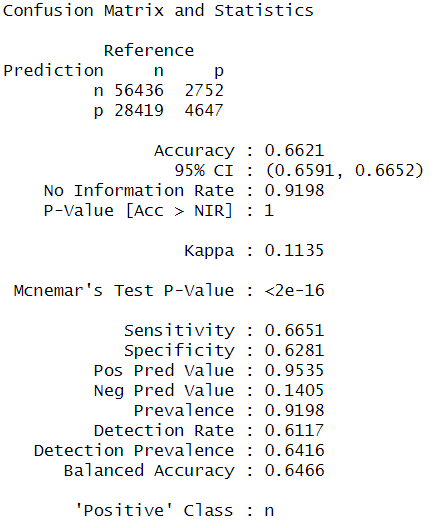 Confusion Matrix and Statistics
Reference
Prediction n p
n 56436 2752
p 28419 4647
Accuracy : 0.6621
95% CI : (0.6591, 0.6652)
No Information Rate : 0.9198
P-Value [Acc > NIR] : 1
Kappa : 0.1135
Mcnemar's Test P-Value : <2e-16
Sensitivity : 0.6651
Specificity : 0.6281
Pos Pred Value : 0.9535
Neg Pred Value : 0.1405
Prevalence : 0.9198
Detection Rate : 0.6117
Detection Prevalence : 0.6416
Balanced Accuracy : 0.6466
'Positive' Class : n